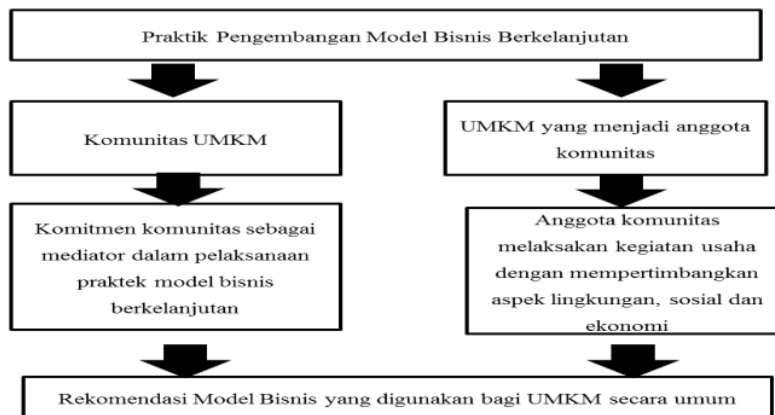 Praktik Pengembangan Model Bisnis Berkelanjutan
Komunitas UMKM
UMKM yang menjadi anggota
komunitas
Komitmen komunitas sebagai
mediator dalam pelaksanaan
praktek model bisnis
berkelanjutan
Anggota komunitas
melaksakan kegiatan usaha
dengan mempertimbangkan
aspek lingkungan, sosial dan
ekonomi
Rekomendasi Model Bisnis yang digunakan bagi UMKM secara umum